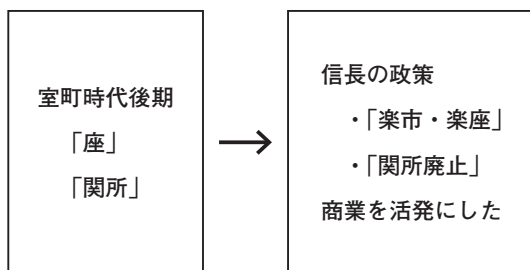 室町時代後期
「座」
「関所」
信長の政策
・「楽市・楽座」
・「関所廃止」
商業を活発にした